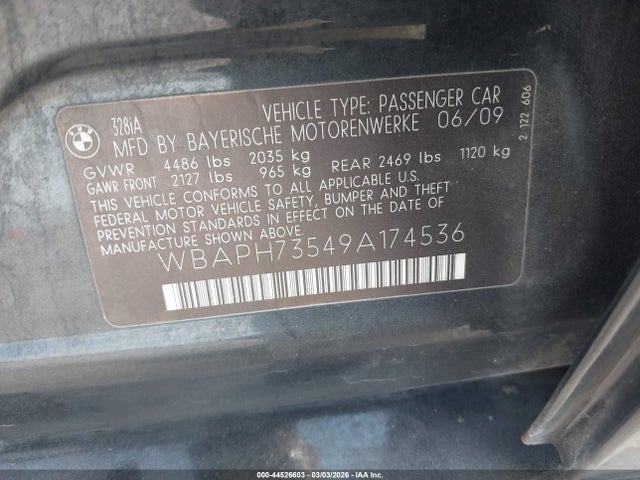 BMW
328iA
VEHICLE TYPE: PASSENGER CAR
MFD BY BAYERISCHE MOTORENWERKE 06/09
GVWR 4486 lbs 2035 kg
GAWR FRONT 2127 lbs 965 kg REAR 2469 lbs 1120 kg
THIS VEHICLE CONFORMS TO ALL APPLICABLE U.S.
FEDERAL MOTOR VEHICLE SAFETY, BUMPER AND THEFT
PREVENTION STANDARDS IN EFFECT ON THE DATE OF
MANUFACTURE SHOWN ABOVE.
WBAPH73549A174536
2 122 606
000-44526603 - 03/03/2026 - IAA Inc.